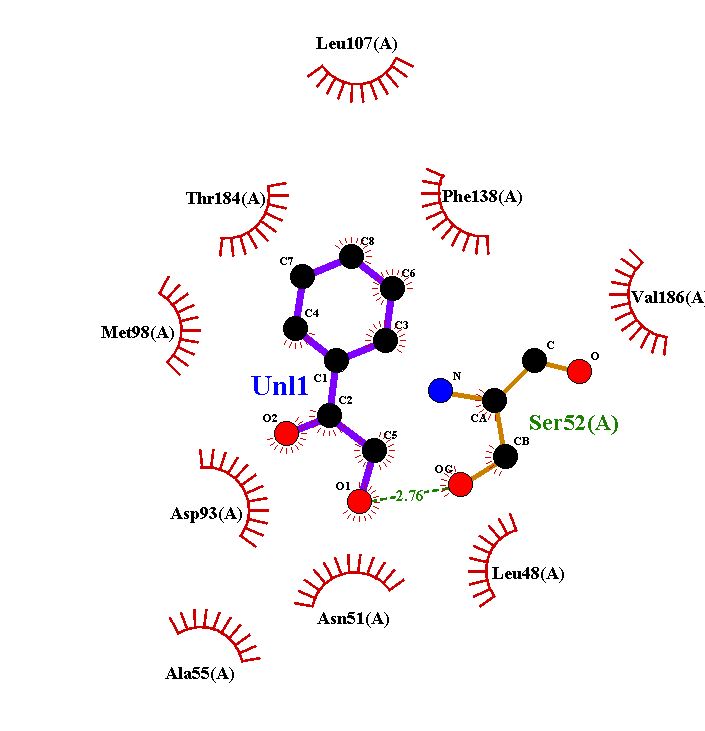 Leu107(A)
Thr184(A)
Phe138(A)
C8
C7
C6
Val186(A)
C4
Met98(A)
C3
C
O
C1
N
Unl1
C2
CA
O2
Ser52(A)
C5
CB
OG
O1
2.76
Asp93(A)
Leu48(A)
Asn51(A)
Ala55(A)